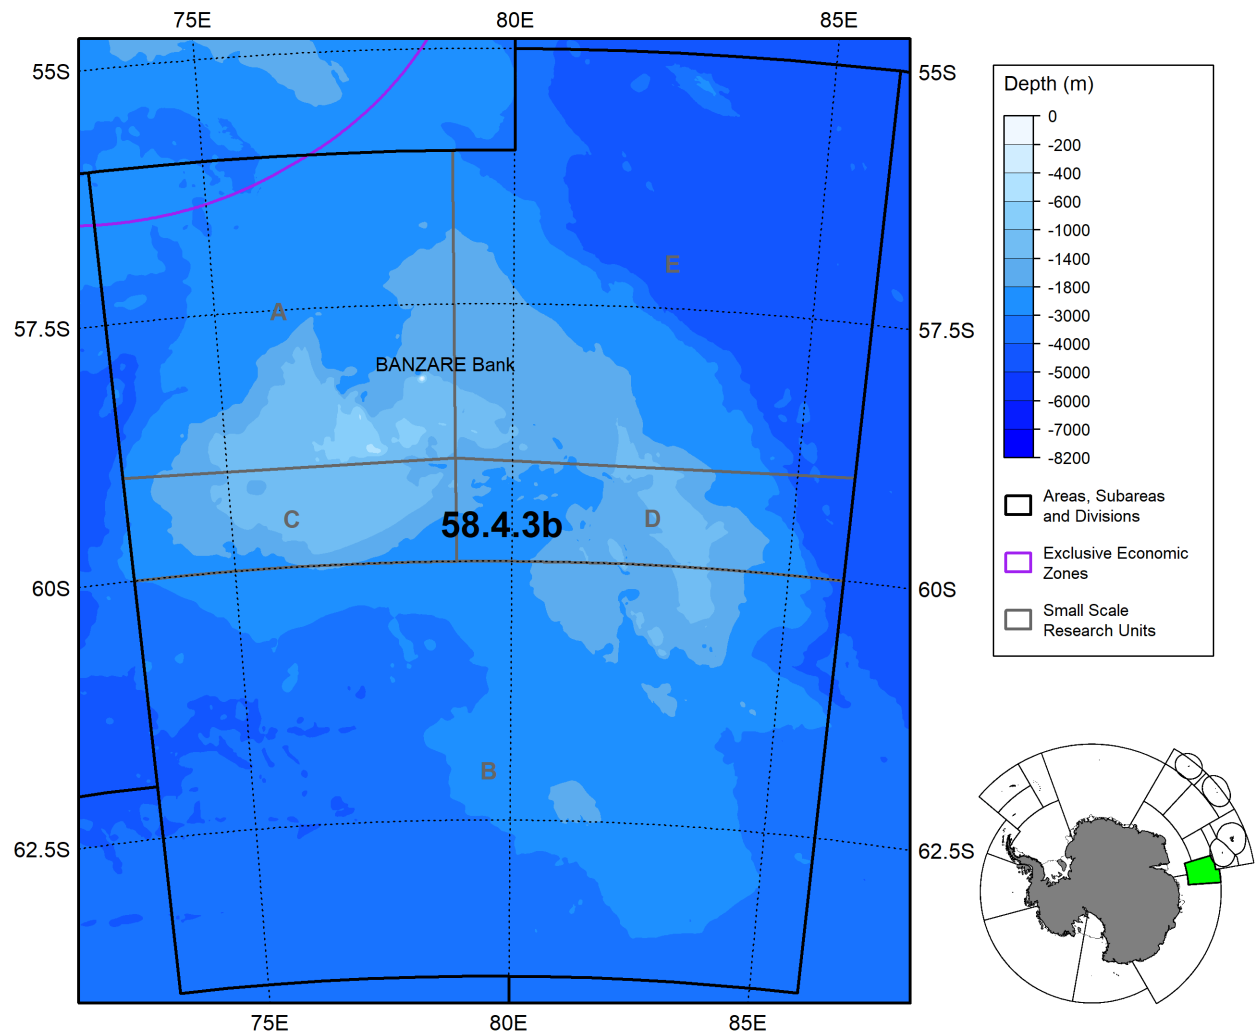 75E 80E 85E
55S 55S
Depth (m)
0
-200
-400
-600
-1000
-1400
-1800
-3000
-4000
-5000
-6000
-7000
-8200
Areas, Subareas
and Divisions
Exclusive Economic
Zones
Small Scale
Research Units
E
A
57.5S 57.5S
BANZARE Bank
C
D
58.4.3b
60S 60S
B
62.5S 62.5S
75E 80E 85E